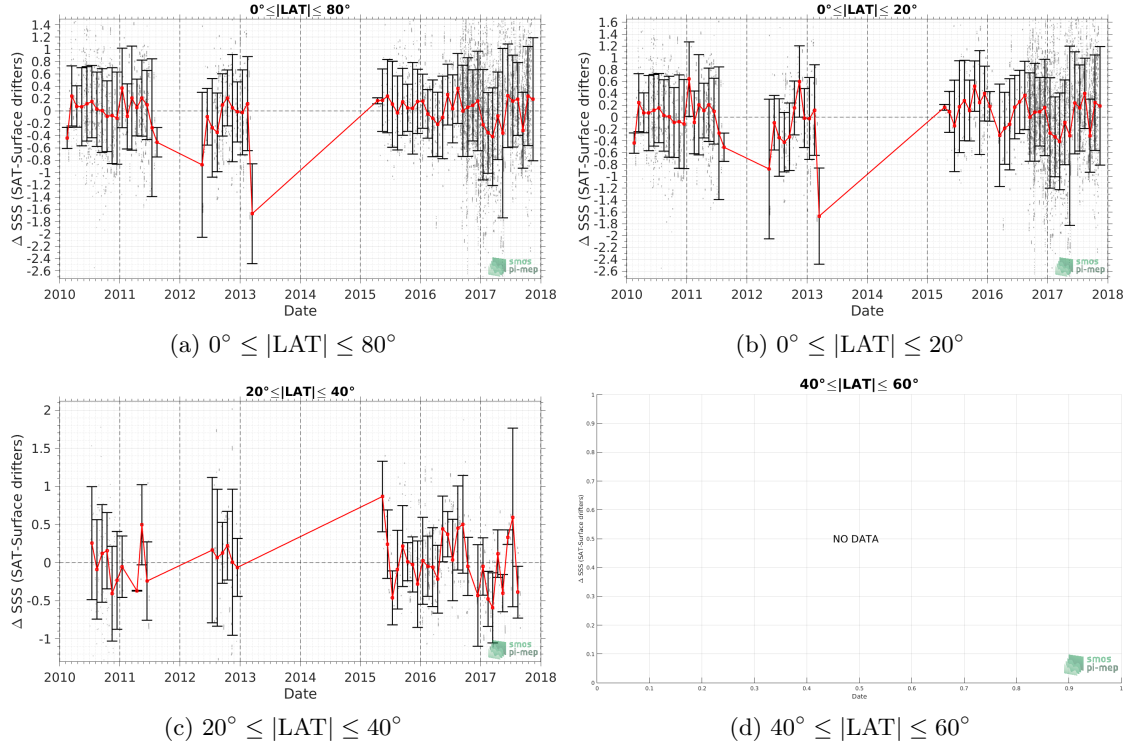 0°≤|LAT|≤ 80°
Δ SSS (SAT-Surface drifters)
1.4
1.2
1
0.8
0.6
0.4
0.2
0
-0.2
-0.4
-0.6
-0.8
-1
-1.2
-1.4
-1.6
-1.8
-2
-2.2
-2.4
-2.6
smos
pi-mep
2010 2011 2012 2013 2014 2015 2016 2017 2018
Date
(a) 0° ≤ |LAT| ≤ 80°
0°≤|LAT|≤ 20°
Δ SSS (SAT-Surface drifters)
1.4
1.2
1
0.8
0.6
0.4
0.2
0
-0.2
-0.4
-0.6
-0.8
-1
-1.2
-1.4
-1.6
-1.8
-2
-2.2
-2.4
-2.6
smos
pi-mep
2010 2011 2012 2013 2014 2015 2016 2017 2018
Date
(b) 0° ≤ |LAT| ≤ 20°
20°≤|LAT|≤ 40°
Δ SSS (SAT-Surface drifters)
2
1.5
1
0.5
0
-0.5
-1
smos
pi-mep
2010 2011 2012 2013 2014 2015 2016 2017 2018
Date
(c) 20° ≤ |LAT| ≤ 40°
40°≤|LAT|≤ 60°
Δ SSS (SAT-Surface drifters)
1
0.9
0.8
0.7
0.6
0.5
0.4
0.3
0.2
0.1
0
NO DATA
smos
pi-mep
0 0.1 0.2 0.3 0.4 0.5 0.6 0.7 0.8 0.9 1
Date
(d) 40° ≤ |LAT| ≤ 60°